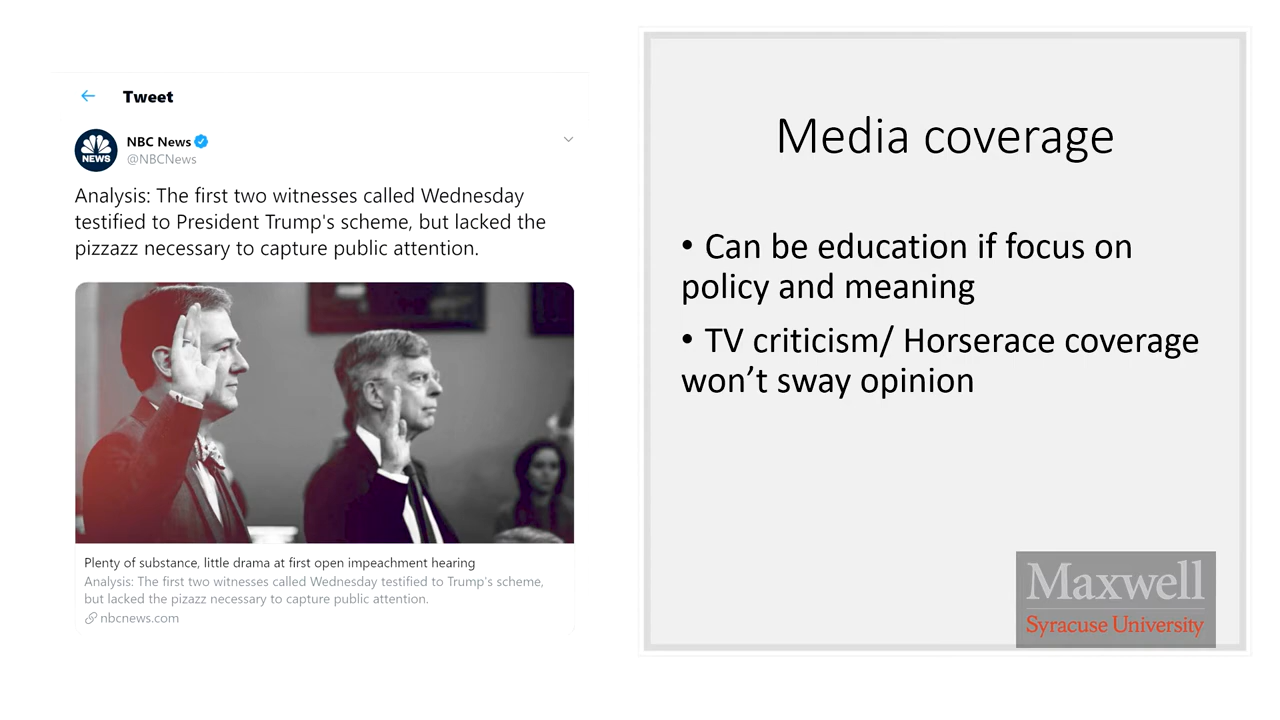 Tweet
NEWS
NBC News
@NBCNews
Analysis: The first two witnesses called Wednesday
testified to President Trump's scheme, but lacked the
pizzazz necessary to capture public attention.
Plenty of substance, little drama at first open impeachment hearing
Analysis: The first two witnesses called Wednesday testified to Trump's scheme,
but lacked the pizazz necessary to capture public attention.
nbcnews.com
Media coverage
• Can be education if focus on
policy and meaning
• TV criticism/ Horserace coverage
won’t sway opinion
Maxwell
Syracuse University